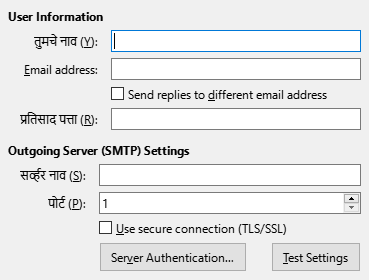 User Information
तुमचे नाव (Y):
Email address:
Send replies to different email address
प्रतिसाद पत्ता (R):
Outgoing Server (SMTP) Settings
सर्व्हर नाव (S):
पोर्ट (P):
1
Use secure connection (TLS/SSL)
Server Authentication...
Test Settings